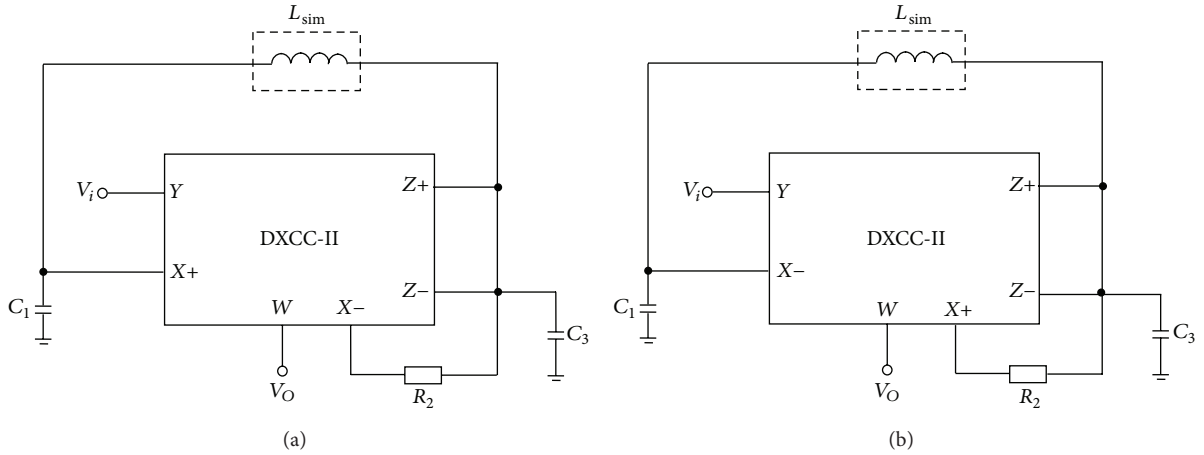 L_sim
V_i
Y
Z+
DXCC-II
X+
Z−
C_1
W
X−
C_3
V_O
R_2
(a)
L_sim
V_i
Y
Z+
DXCC-II
X−
Z−
C_1
W
X+
C_3
V_O
R_2
(b)